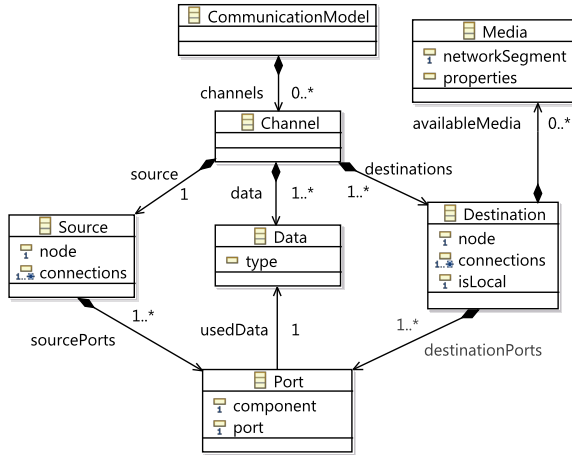 CommunicationModel
Media
networkSegment
properties
channels
0..*
Channel
availableMedia
0..*
source
1
data
1..*
destinations
1..*
Source
node
connections
Data
type
Destination
node
connections
isLocal
sourcePorts
1..*
usedData
1
1..*
destinationPorts
Port
component
port